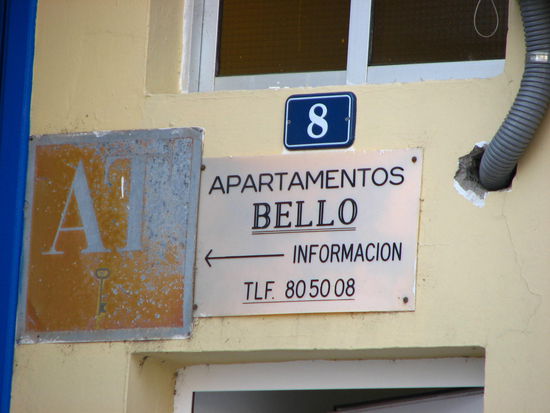 8
AT
APARTAMENTOS
BELLO
INFORMACION
TLF. 80 50 08